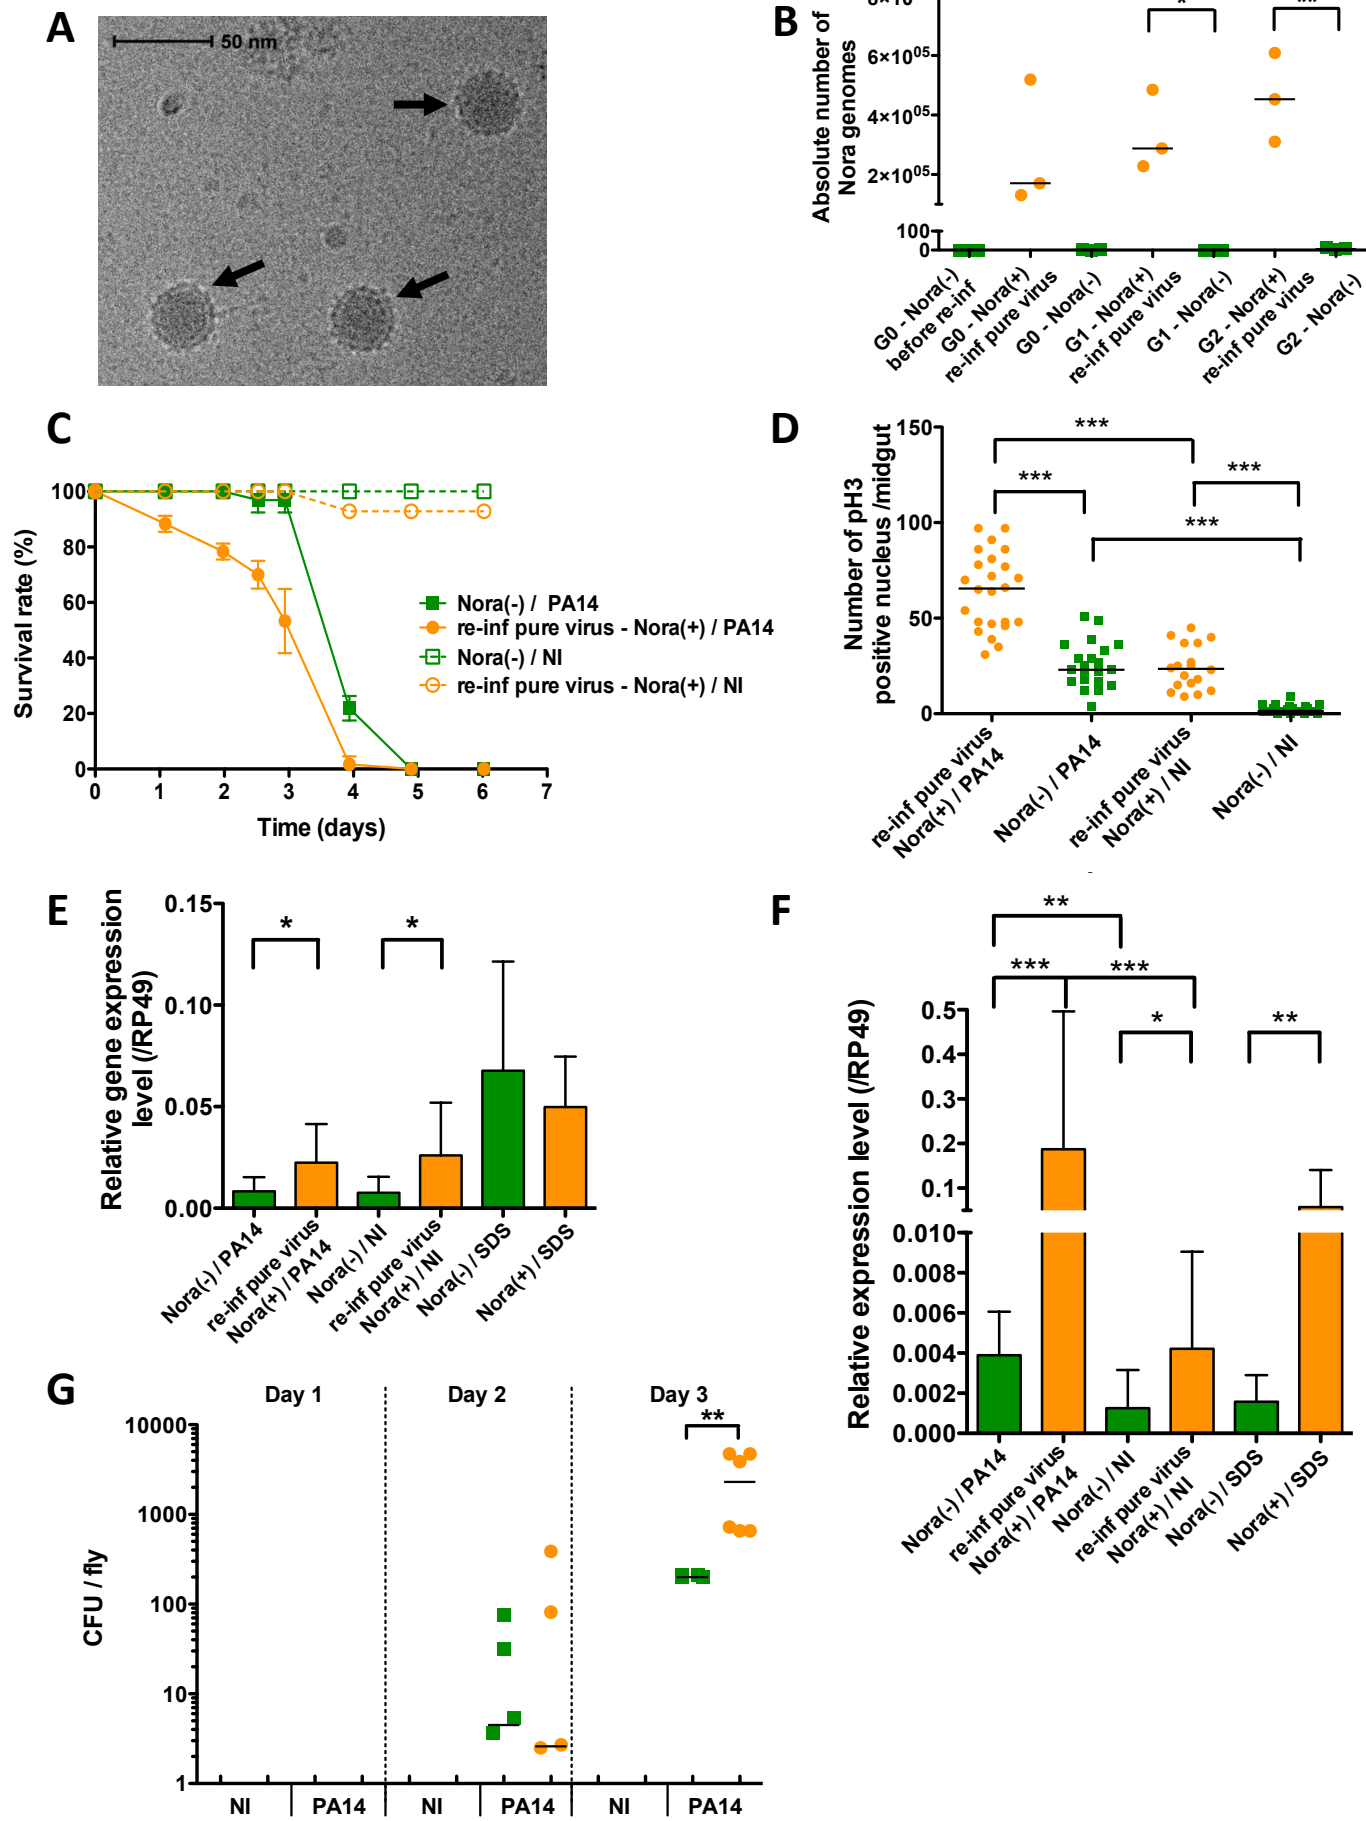 A
50 nm
B
Absolute number of
Nora genomes
6×10⁰⁵
4×10⁰⁵
2×10⁰⁵
100
0
*
**
G0 - Nora(-)
before re-inf
G0 - Nora(+)
re-inf pure virus
G0 - Nora(-)
G1 - Nora(+)
re-inf pure virus
G1 - Nora(-)
G2 - Nora(+)
re-inf pure virus
G2 - Nora(-)
C
Survival rate (%)
100
80
60
40
20
0
0 1 2 3 4 5 6 7
Time (days)
Nora(-) / PA14
re-inf pure virus - Nora(+) / PA14
Nora(-) / NI
re-inf pure virus - Nora(+) / NI
D
Number of pH3
positive nucleus /midgut
150
100
50
0
***
***
***
***
re-inf pure virus
Nora(+) / PA14
Nora(-) / PA14
re-inf pure virus
Nora(+) / NI
Nora(-) / NI
E
Relative gene expression
level (/RP49)
0.15
0.10
0.05
0.00
*
*
Nora(-) / PA14
re-inf pure virus
Nora(+) / PA14
Nora(-) / NI
re-inf pure virus
Nora(+) / NI
Nora(-) / SDS
Nora(+) / SDS
F
Relative expression level (/RP49)
0.5
0.4
0.3
0.2
0.1
0.010
0.008
0.006
0.004
0.002
0.000
**
***
***
*
**
Nora(-) / PA14
re-inf pure virus
Nora(+) / PA14
Nora(-) / NI
re-inf pure virus
Nora(+) / NI
Nora(-) / SDS
Nora(+) / SDS
G
Day 1 Day 2 Day 3
CFU / fly
10000
1000
100
10
1
**
NI PA14 NI PA14 NI PA14